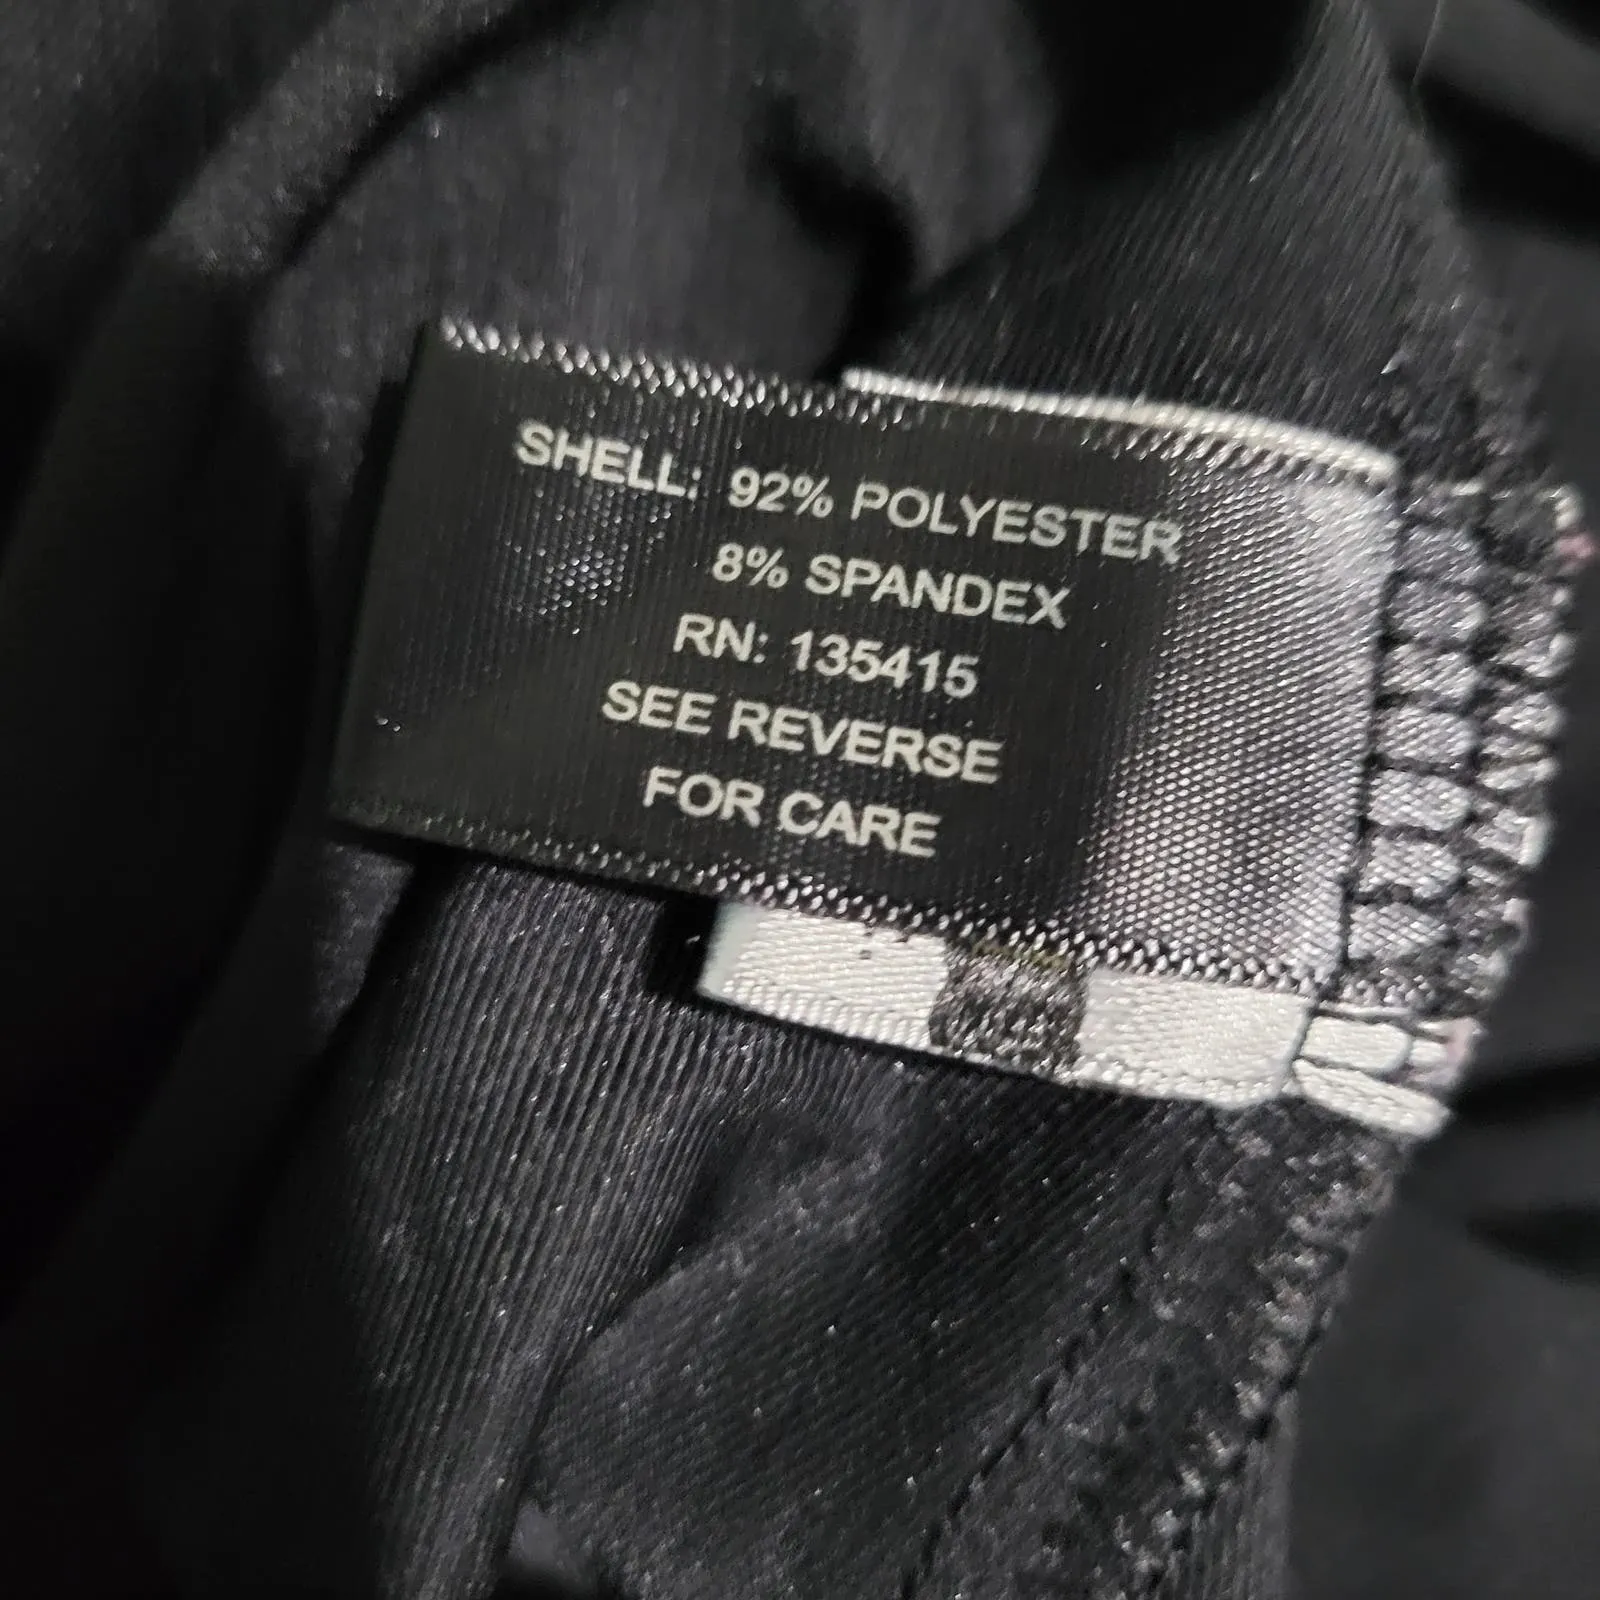 SHELL: 92% POLYESTER
8% SPANDEX
RN: 135415
SEE REVERSE
FOR CARE